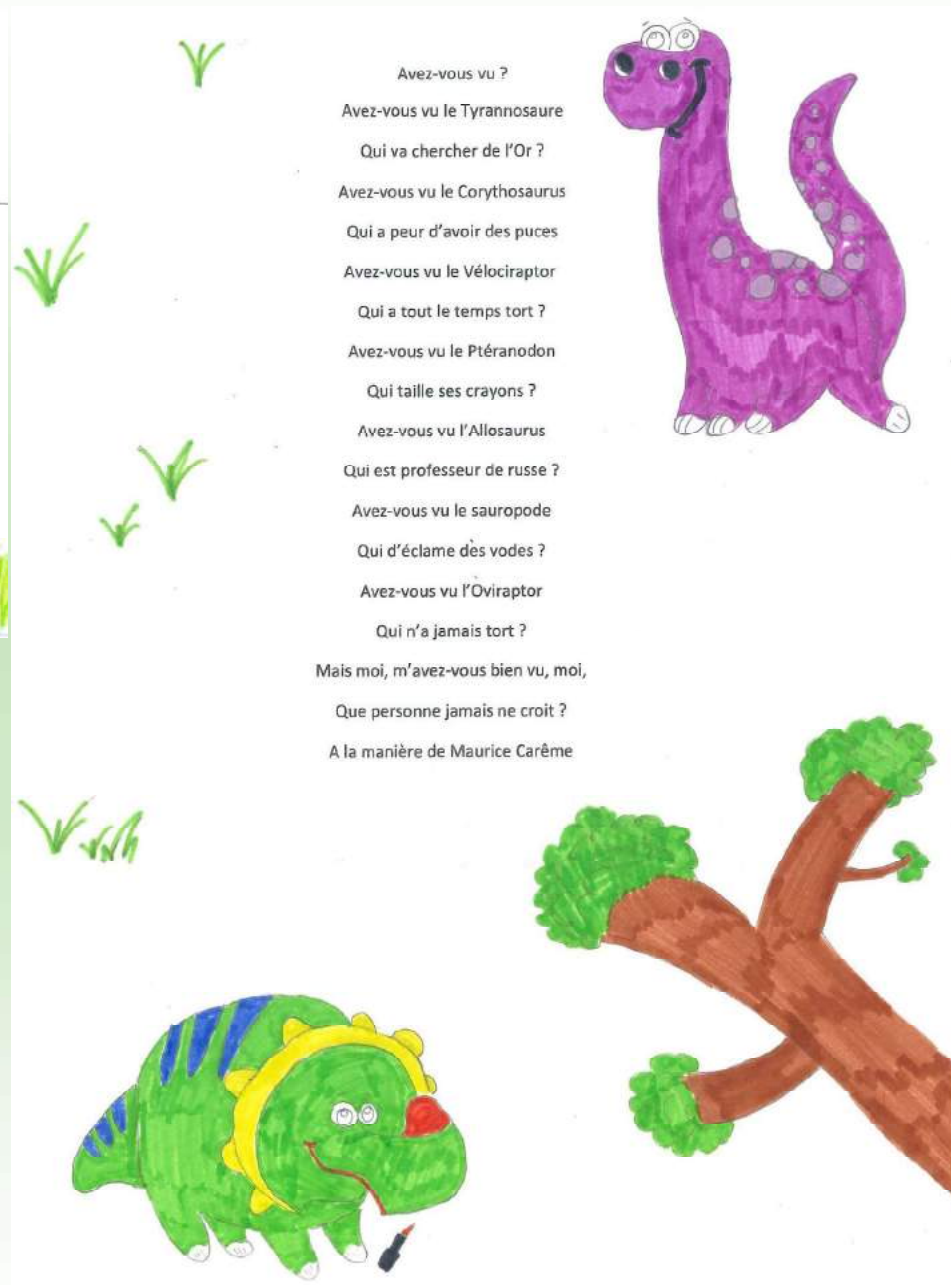 Avez-vous vu ?
Avez-vous vu le Tyrannosaure
Qui va chercher de l'Or ?
Avez-vous vu le Corythosaurus
Qui a peur d'avoir des puces
Avez-vous vu le Vélociraptor
Qui a tout le temps tort ?
Avez-vous vu le Ptéranodon
Qui taille ses crayons ?
Avez-vous vu l'Allosaurus
Qui est professeur de russe ?
Avez-vous vu le sauropode
Qui d'éclame des vodes ?
Avez-vous vu l'Oviraptor
Qui n'a jamais tort ?
Mais moi, m'avez-vous bien vu, moi,
Que personne jamais ne croit ?
A la manière de Maurice Carême